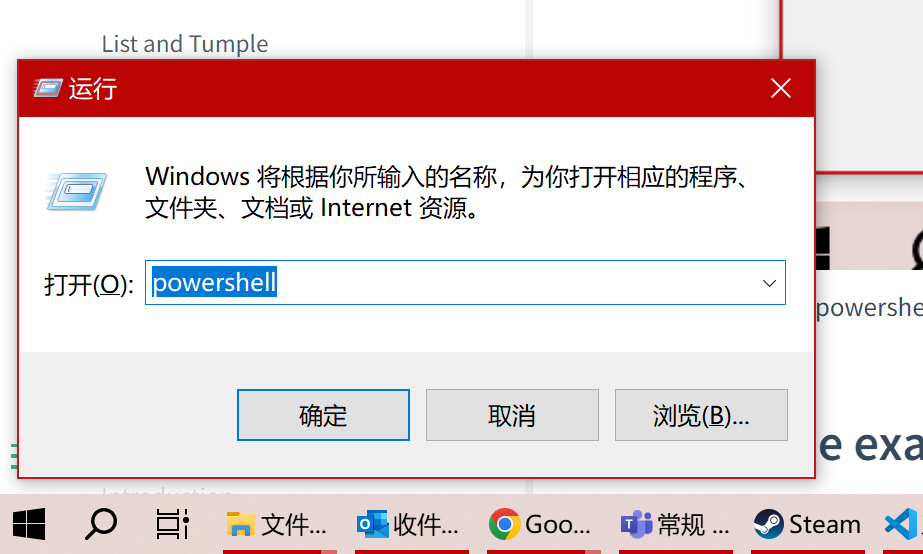 List and Tumple
运行
Windows 将根据你所输入的名称，为你打开相应的程序、
文件夹、文档或 Internet 资源。
打开(O):
powershell
powershe
确定
取消
浏览(B)...
e exa
Introduction
文件...
收件...
Goo...
常规 ...
Steam